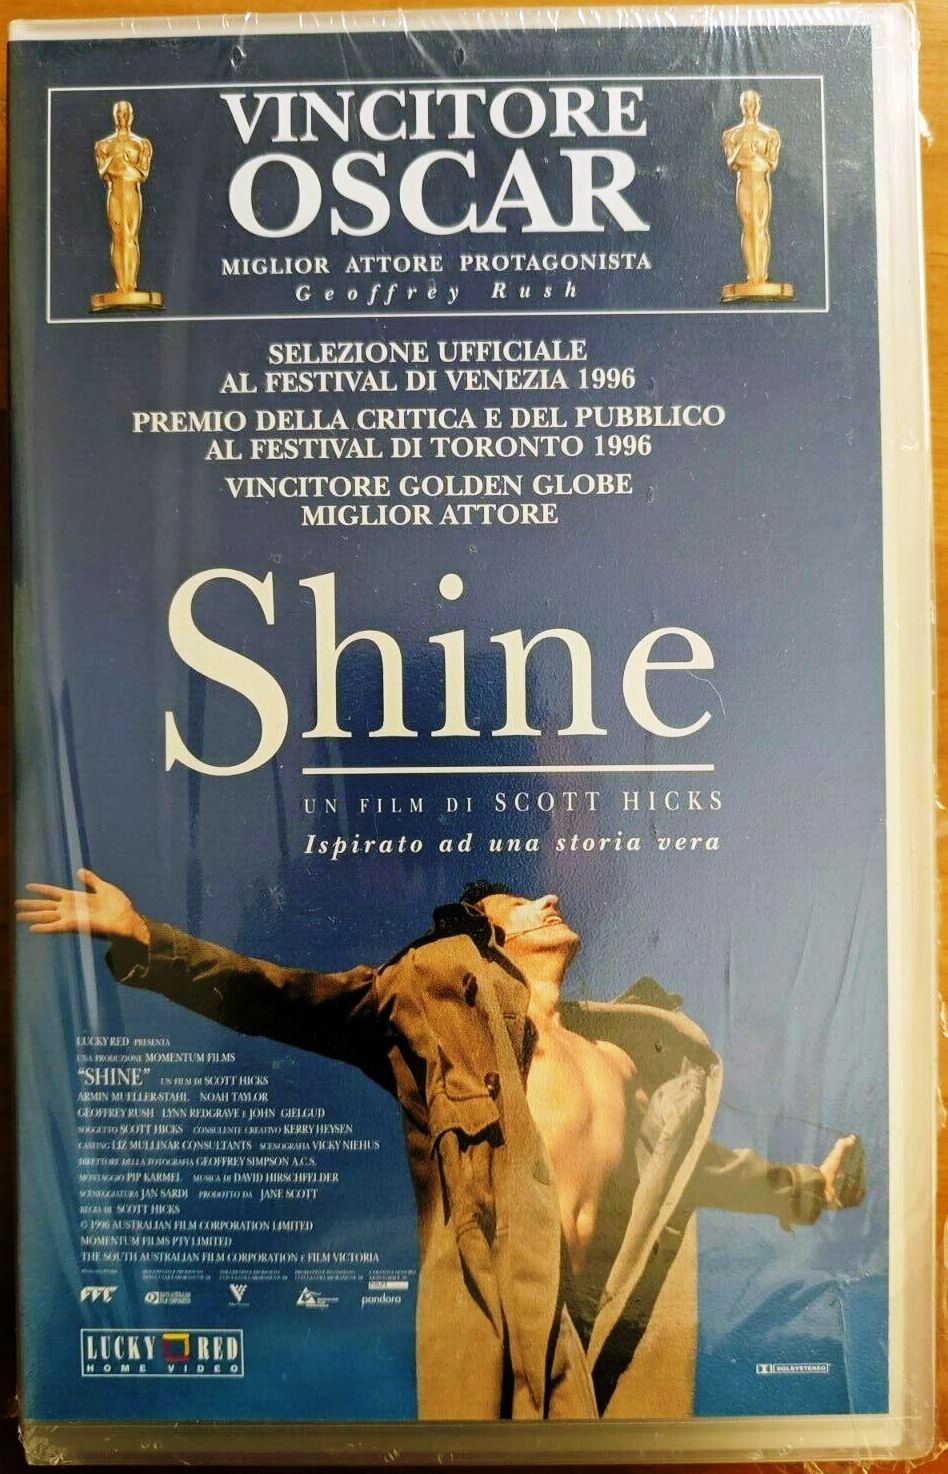 VINCITORE
OSCAR
MIGLIOR ATTORE PROTAGONISTA
Geoffrey Rush
SELEZIONE UFFICIALE
AL FESTIVAL DI VENEZIA 1996
PREMIO DELLA CRITICA E DEL PUBBLICO
AL FESTIVAL DI TORONTO 1996
VINCITORE GOLDEN GLOBE
MIGLIOR ATTORE
Shine
UN FILM DI SCOTT HICKS
Ispirato ad una storia vera
LUCKY RED PRESENTA
UNA PRODUZIONE MOMENTUM FILMS
"SHINE" UN FILM DI SCOTT HICKS
ARMIN MUELLER-STAHL NOAH TAYLOR
GEOFFREY RUSH LYNN REDGRAVE E JOHN GIELGUD
SOGGETTO SCOTT HICKS CONSULENTE CREATIVO KERRY HEYSEN
CASTING LIZ MULLINAR CONSULTANTS SCENOGRAFIA VICKY NIEHUS
DIRETTORE DELLA FOTOGRAFIA GEOFFREY SIMPSON A.C.S.
MONTAGGIO PIP KARMEL MUSICA DI DAVID HIRSCHFELDER
SCENEGGIATURA JAN SARDI PRODOTTO DA JANE SCOTT
REGIA DI SCOTT HICKS
© 1996 AUSTRALIAN FILM CORPORATION LIMITED
MOMENTUM FILMS PTY LIMITED
THE SOUTH AUSTRALIAN FILM CORPORATION E FILM VICTORIA
FFC pandora
LUCKY RED
HOME VIDEO
DOLBY STEREO